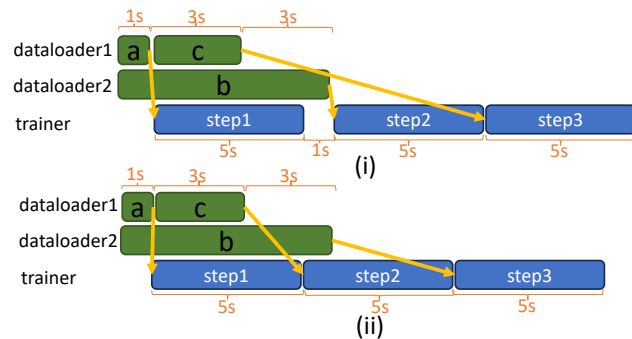 1s 3s 3s
dataloader1 a c
dataloader2 b
trainer step1 step2 step3
5s 1s 5s 5s
(i)
1s 3s 3s
dataloader1 a c
dataloader2 b
trainer step1 step2 step3
5s 5s 5s
(ii)